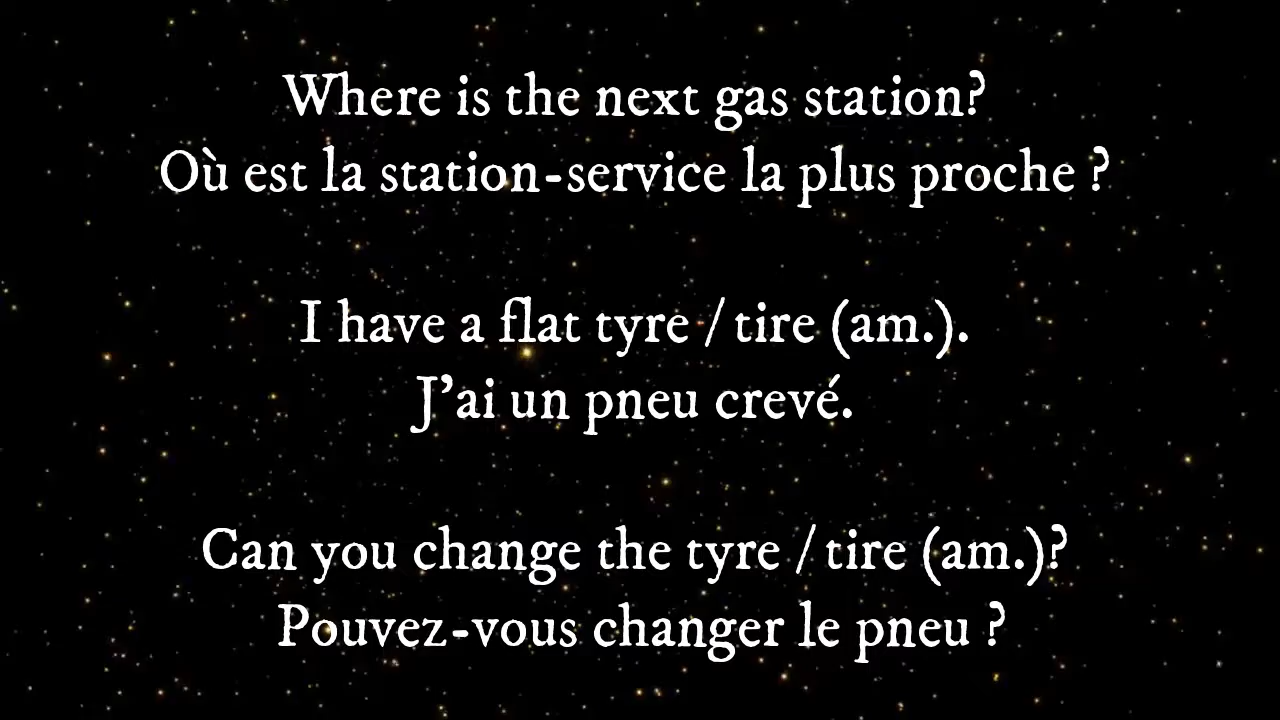 Where is the next gas station?
Où est la station-service la plus proche ?
I have a flat tyre / tire (am.).
J’ai un pneu crevé.
Can you change the tyre / tire (am.)?
Pouvez-vous changer le pneu ?